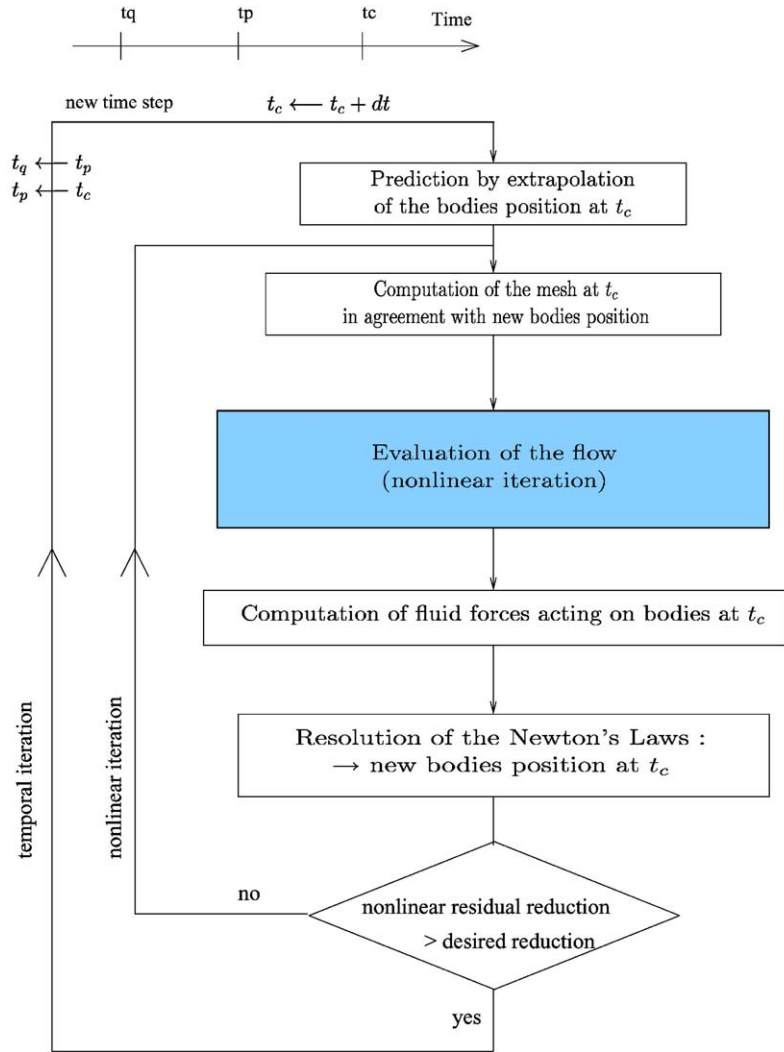 tq tp tc Time
new time step t_c ⟵ t_c + dt
t_q ← t_p
t_p ← t_c
Prediction by extrapolation
of the bodies position at t_c
Computation of the mesh at t_c
in agreement with new bodies position
Evaluation of the flow
(nonlinear iteration)
Computation of fluid forces acting on bodies at t_c
Resolution of the Newton's Laws :
→ new bodies position at t_c
temporal iteration
nonlinear iteration
no
nonlinear residual reduction
> desired reduction
yes